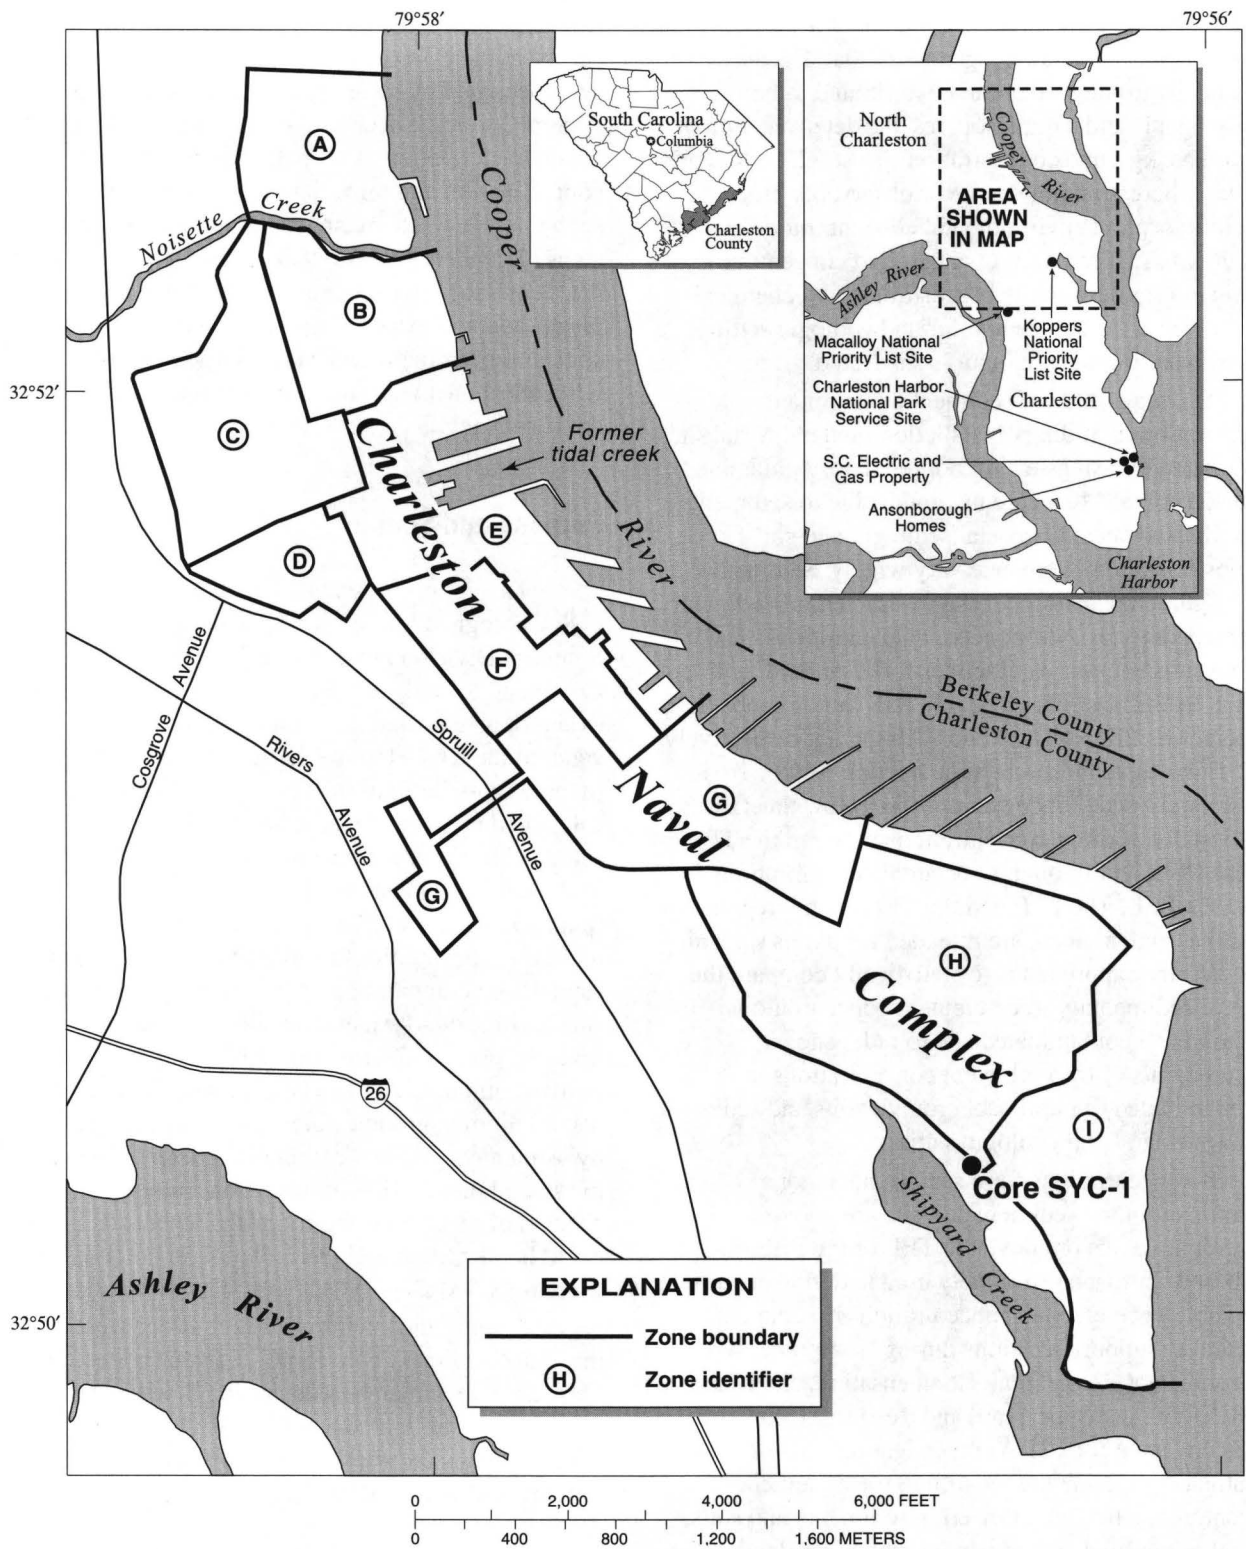 79°58′
79°56′
32°52′
32°50′
A
Noisette Creek
B
C
D
E
F
G
G
H
I
Cooper
River
Former
tidal creek
Charleston
Naval
Complex
Berkeley County
Charleston County
Cosgrove Avenue
Rivers Avenue
Spruill Avenue
26
Core SYC-1
Shipyard Creek
Ashley River
South Carolina
Columbia
Charleston
County
North
Charleston
Cooper River
AREA
SHOWN
IN MAP
Ashley River
Macalloy National
Priority List Site
Koppers
National
Priority
List Site
Charleston Harbor
National Park
Service Site
Charleston
S.C. Electric and
Gas Property
Ansonborough
Homes
Charleston
Harbor
EXPLANATION
Zone boundary
H Zone identifier
0 2,000 4,000 6,000 FEET
0 400 800 1,200 1,600 METERS